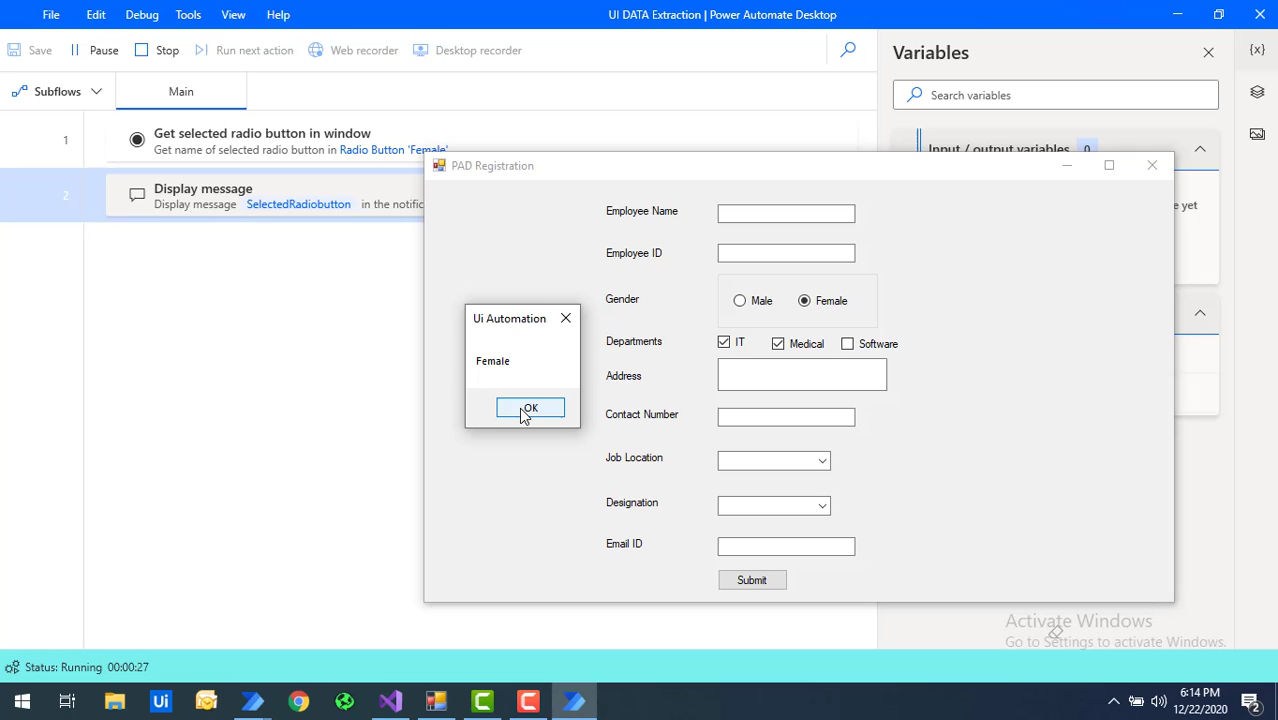 File Edit Debug Tools View Help UI DATA Extraction | Power Automate Desktop
Save Pause Stop Run next action Web recorder Desktop recorder
Variables
{x}
Subflows Main
Search variables
1 Get selected radio button in window
Get name of selected radio button in Radio Button 'Female'
Input / output variables 0
yet
2 Display message
Display message SelectedRadiobutton in the notific
PAD Registration
Employee Name
Employee ID
Gender Male Female
Departments IT Medical Software
Address
Contact Number
Job Location
Designation
Email ID
Submit
Ui Automation
Female
OK
Activate Windows
Go to Settings to activate Windows.
Status: Running 00:00:27
Ui
6:14 PM
12/22/2020
2